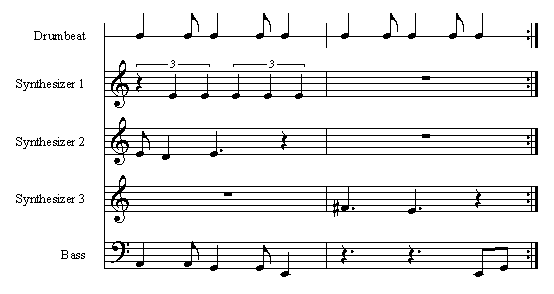 Drumbeat
3
3
Synthesizer 1
Synthesizer 2
Synthesizer 3
Bass